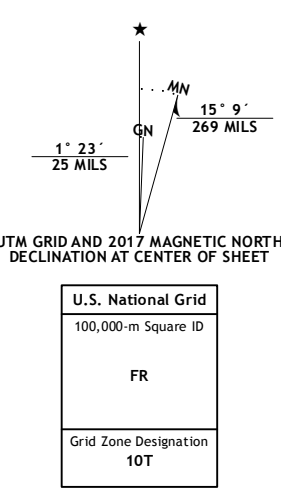 ★
MN
15° 9´
269 MILS
GN
1° 23´
25 MILS
UTM GRID AND 2017 MAGNETIC NORTH
DECLINATION AT CENTER OF SHEET
U.S. National Grid
100,000-m Square ID
FR
Grid Zone Designation
10T